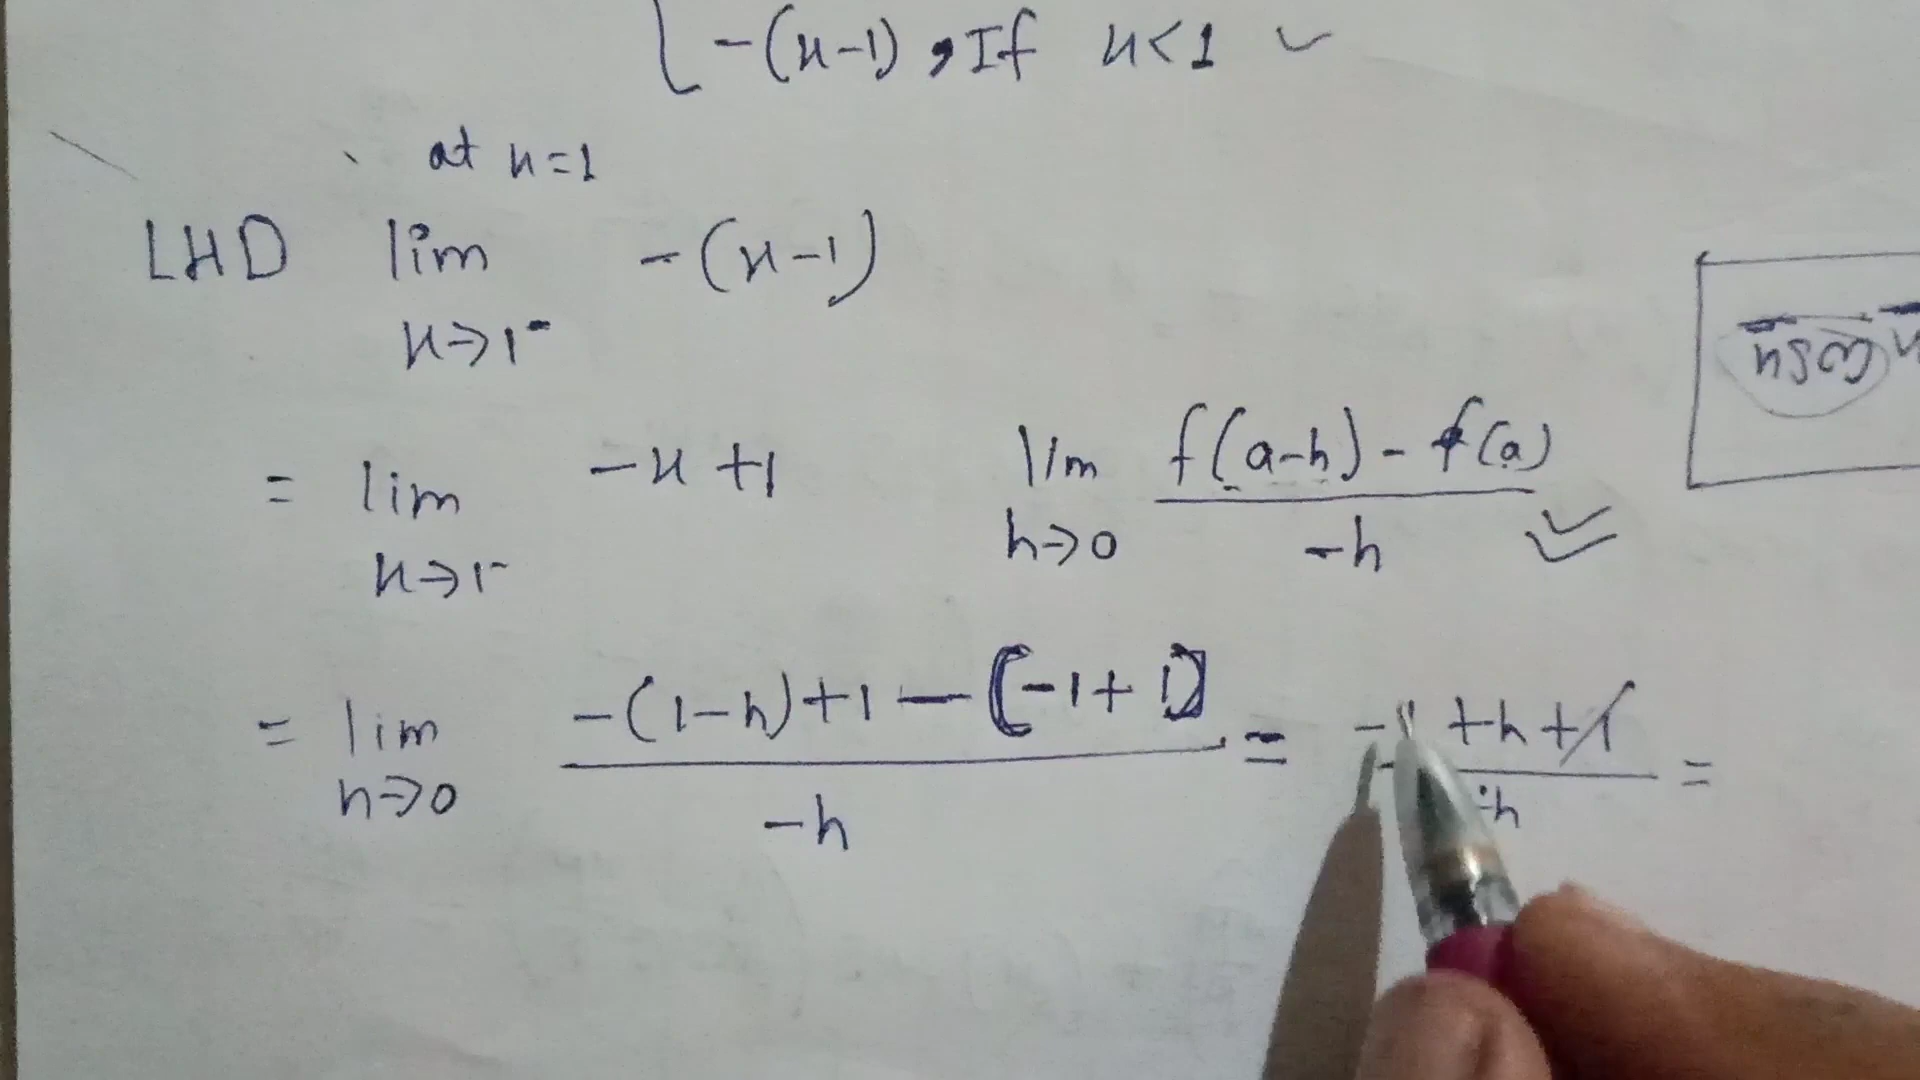 -(x-1), If x<1
at x=1
LHD lim x→1⁻ -(x-1)
= lim x→1⁻ -x+1
lim h→0 f(a-h)-f(a) / -h
= lim h→0 -(1-h)+1-(-1+1) / -h = -1+h+1 / -h =